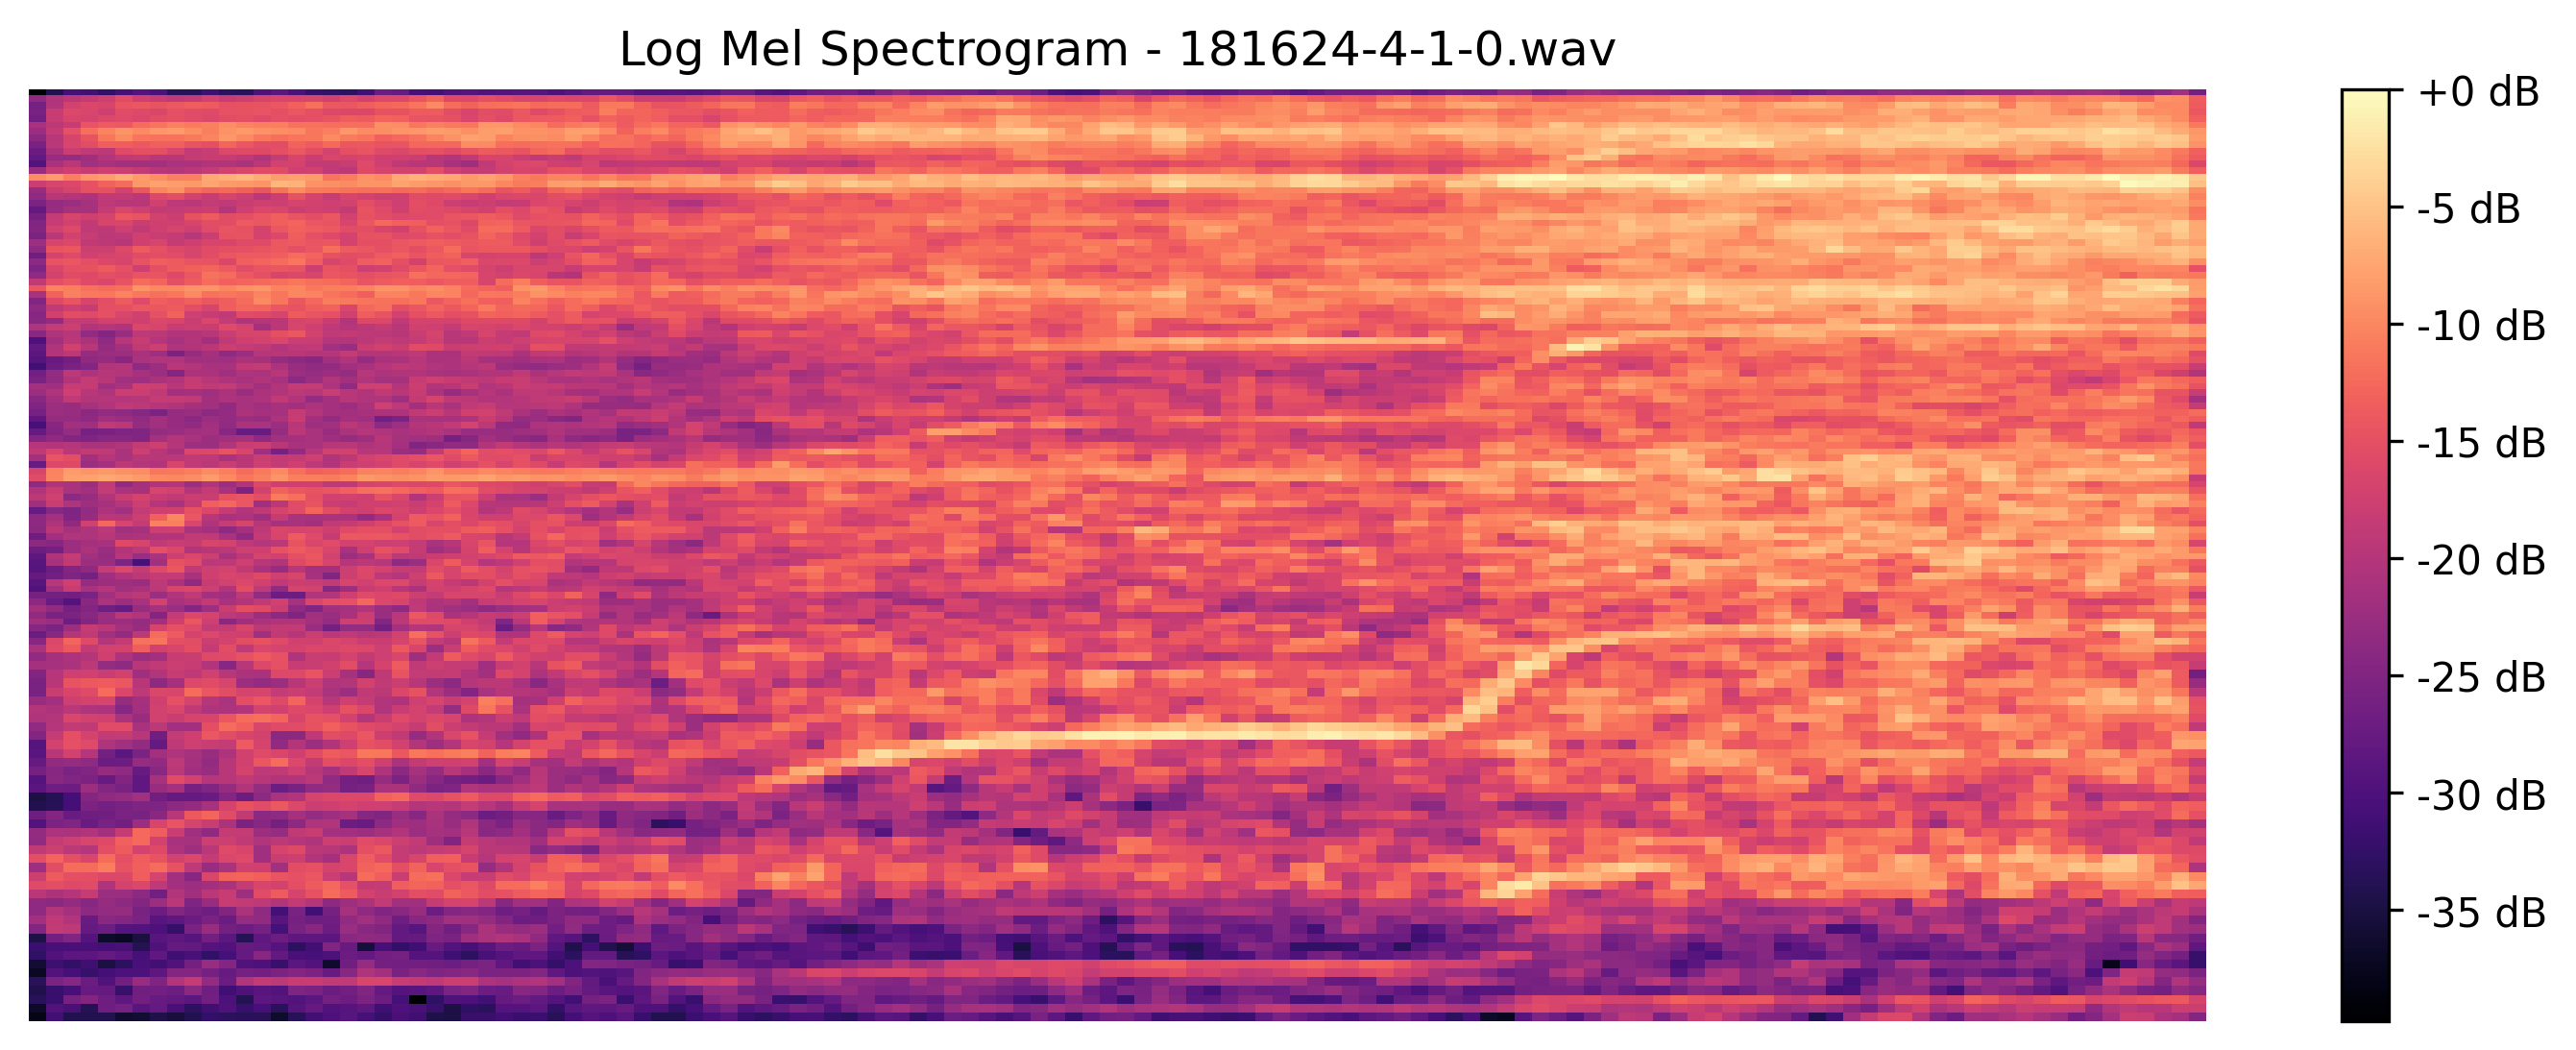 Log Mel Spectrogram - 181624-4-1-0.wav
+0 dB
-5 dB
-10 dB
-15 dB
-20 dB
-25 dB
-30 dB
-35 dB